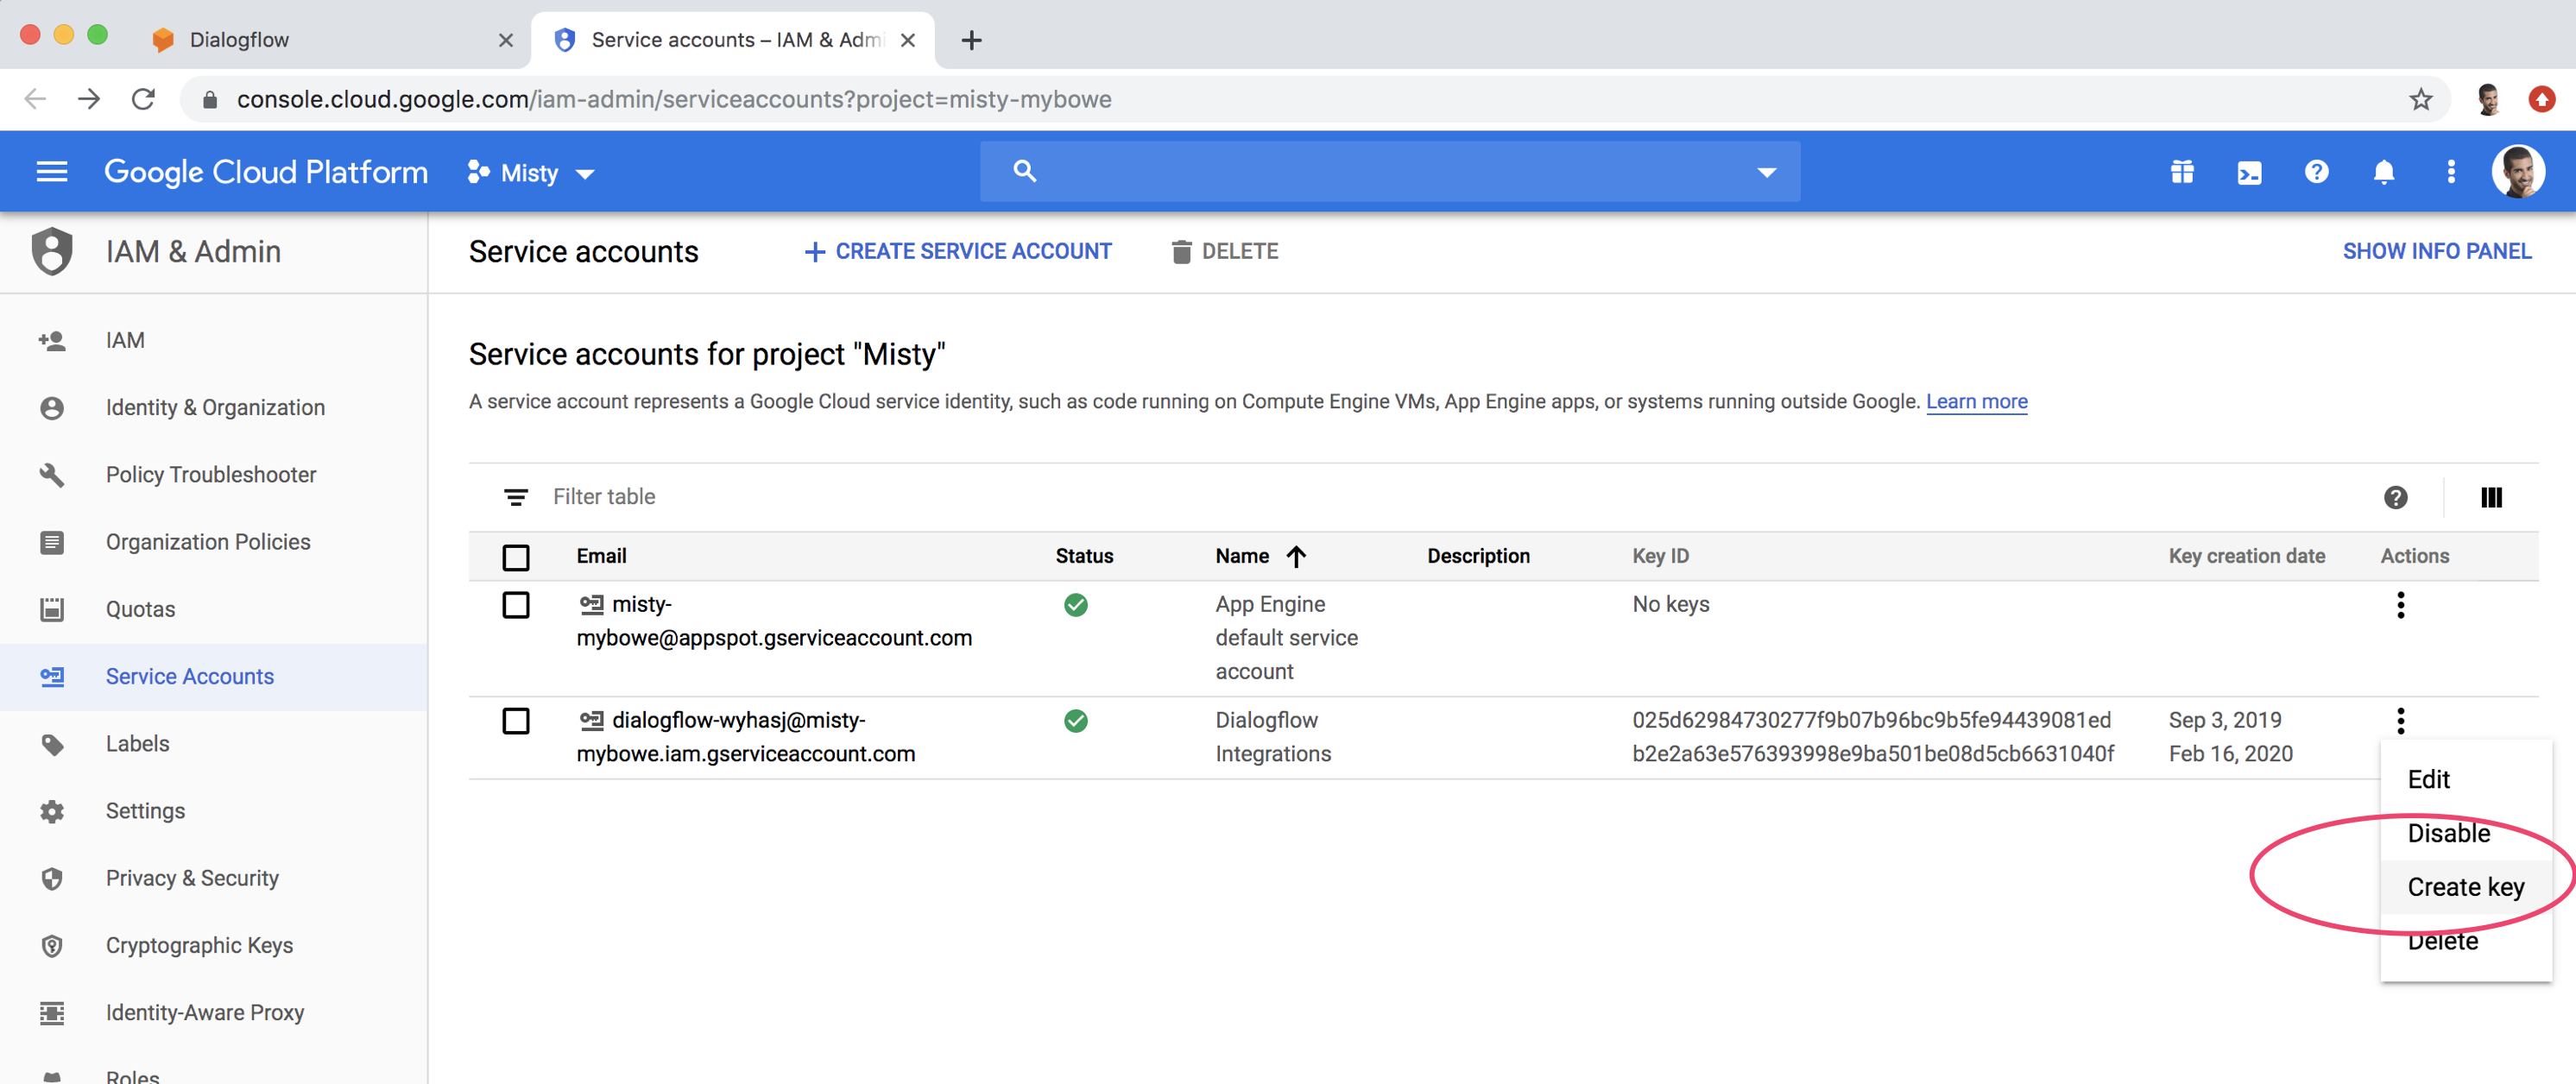 Dialogflow
Service accounts – IAM & Adm
console.cloud.google.com/iam-admin/serviceaccounts?project=misty-mybowe
Google Cloud Platform
Misty
IAM & Admin
Service accounts
CREATE SERVICE ACCOUNT
DELETE
SHOW INFO PANEL
IAM
Identity & Organization
Policy Troubleshooter
Organization Policies
Quotas
Service Accounts
Labels
Settings
Privacy & Security
Cryptographic Keys
Identity-Aware Proxy
Roles
Service accounts for project "Misty"
A service account represents a Google Cloud service identity, such as code running on Compute Engine VMs, App Engine apps, or systems running outside Google. Learn more
Filter table
Email Status Name Description Key ID Key creation date Actions
misty-
mybowe@appspot.gserviceaccount.com
App Engine
default service
account
No keys
dialogflow-wyhasj@misty-
mybowe.iam.gserviceaccount.com
Dialogflow
Integrations
025d62984730277f9b07b96bc9b5fe94439081ed
b2e2a63e576393998e9ba501be08d5cb6631040f
Sep 3, 2019
Feb 16, 2020
Edit
Disable
Create key
Delete